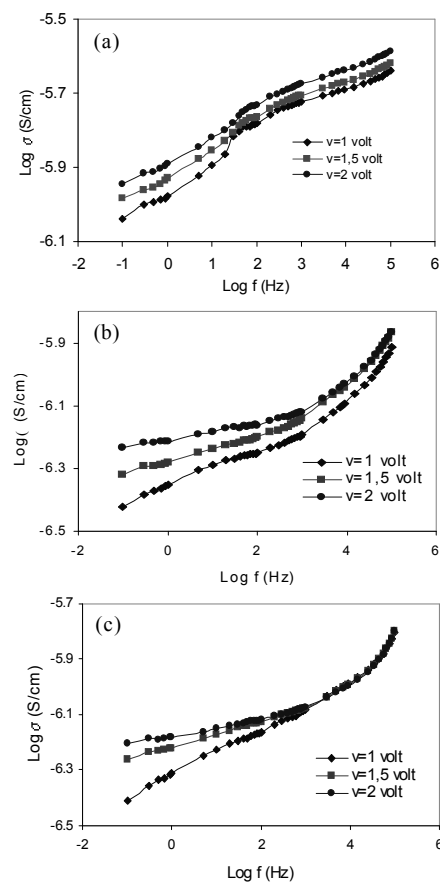 (a)
-5.5
-5.7
-5.9
-6.1
Log σ (S/cm)
v=1 volt
v=1,5 volt
v=2 volt
-2 -1 0 1 2 3 4 5 6
Log f (Hz)
(b)
-5.9
-6.1
-6.3
-6.5
Log( (S/cm)
v=1 volt
v=1,5 volt
v=2 volt
-2 0 2 4 6
Log f (Hz)
(c)
-5.7
-5.9
-6.1
-6.3
-6.5
Log σ (S/cm)
v=1 volt
v=1,5 volt
v=2 volt
-2 0 2 4 6
Log f (Hz)